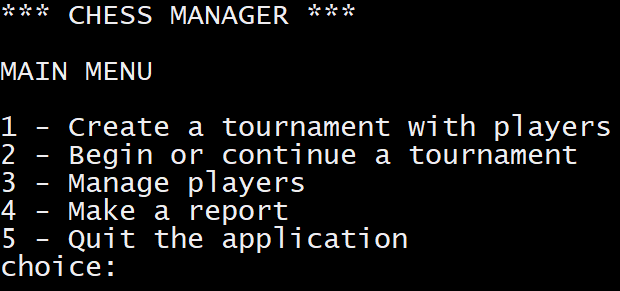 *** CHESS MANAGER ***
MAIN MENU
1 - Create a tournament with players
2 - Begin or continue a tournament
3 - Manage players
4 - Make a report
5 - Quit the application
choice: